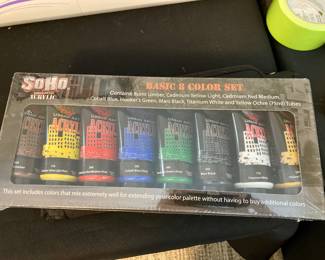 SoHo
ACRYLIC
BASIC 8 COLOR SET
Contains Burnt Umber, Cadmium Yellow Light, Cadmium Red Medium,
Cobalt Blue, Hooker's Green, Mars Black, Titanium White and Yellow Ochre (75ml) Tubes
This set includes colors that mix extremely well for extending your color palette without having to buy additional colors